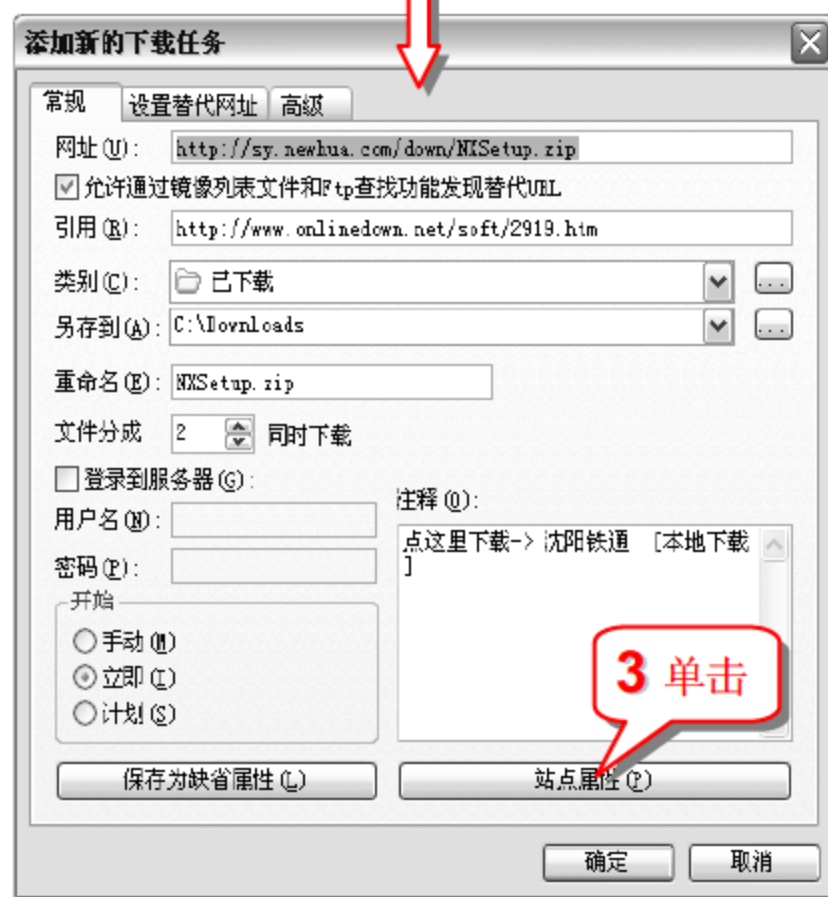 添加新的下载任务
常规 设置替代网址 高级
网址(U): http://sy.newhua.com/down/NXSetup.zip
允许通过镜像列表文件和Ftp查找功能发现替代URL
引用(R): http://www.onlinedown.net/soft/2919.htm
类别(C): 已下载 ...
另存到(A): C:\Downloads ...
重命名(E): NXSetup.zip
文件分成 2 同时下载
登录到服务器(G):
用户名(N):
密码(P):
注释(O):
点这里下载-> 沈阳铁通 [本地下载
]
开始
手动(M)
立即(I)
计划(S)
3 单击
保存为缺省属性(L) 站点属性(P)
确定 取消